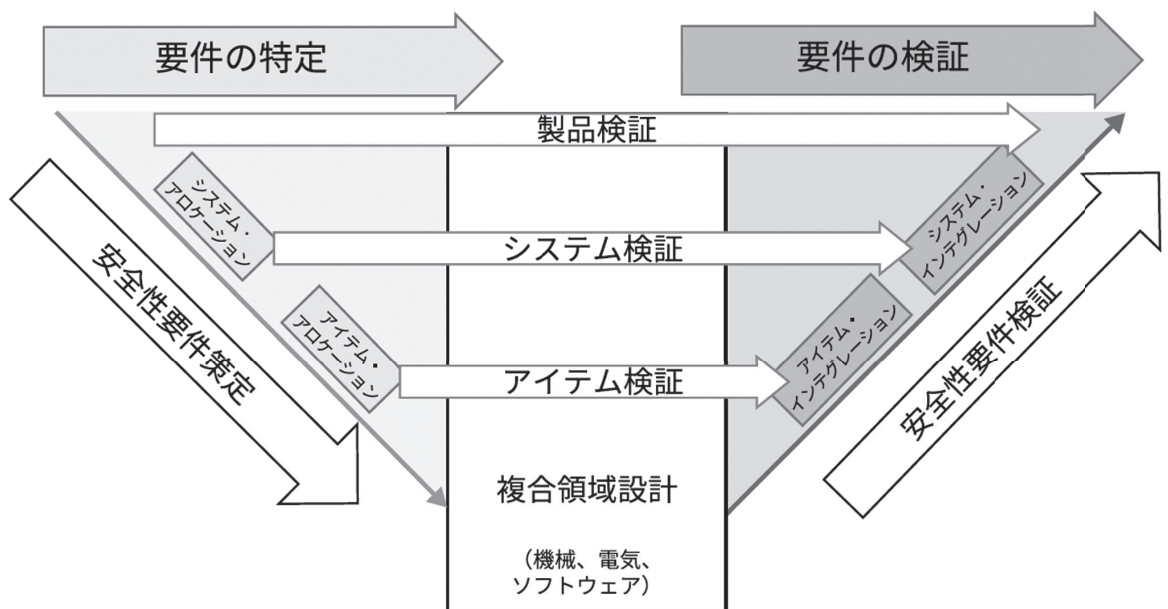 要件の特定
要件の検証
製品検証
システム・
アロケーション
システム・
インテグレーション
システム検証
安全性要件策定
アイテム・
アロケーション
アイテム・
インテグレーション
安全性要件検証
アイテム検証
複合領域設計
（機械、電気、
ソフトウェア）